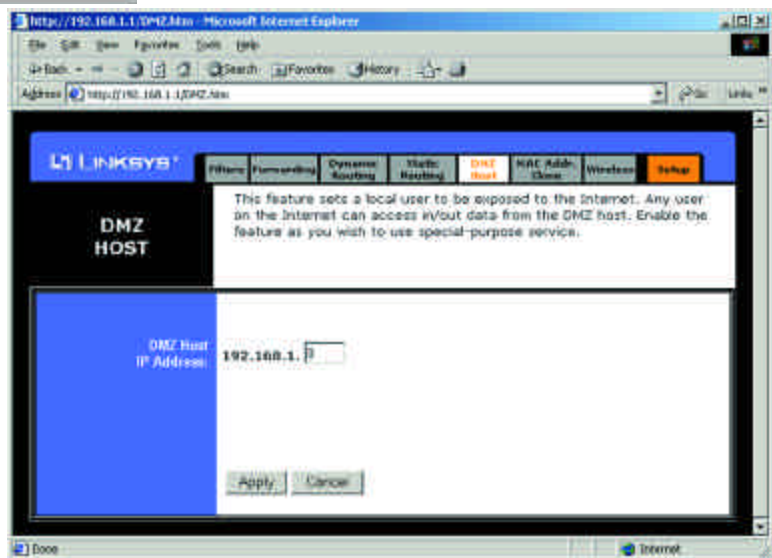 http://192.168.1.1/DMZ.htm - Microsoft Internet Explorer
File Edit View Favorites Tools Help
Back Search Favorites History
Address http://192.168.1.1/DMZ.htm Go Links »
LINKSYS®
Filters Forwarding Dynamic Routing Static Routing DMZ Host MAC Addr. Clone Wireless Setup
DMZ
HOST
This feature sets a local user to be exposed to the Internet. Any user
on the Internet can access in/out data from the DMZ host. Enable the
feature as you wish to use special-purpose service.
DMZ Host
IP Address:
192.168.1. 0
Apply Cancel
Done Internet